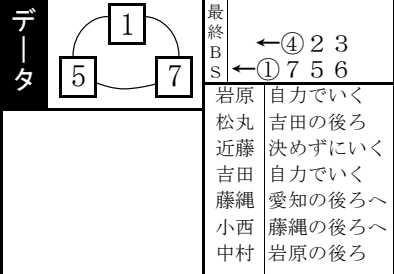 データ
1
5 7
最終BS
←④２３
←①７５６
岩原 自力でいく
松丸 吉田の後ろ
近藤 決めずにいく
吉田 自力でいく
藤縄 愛知の後ろへ
小西 藤縄の後ろへ
中村 岩原の後ろ